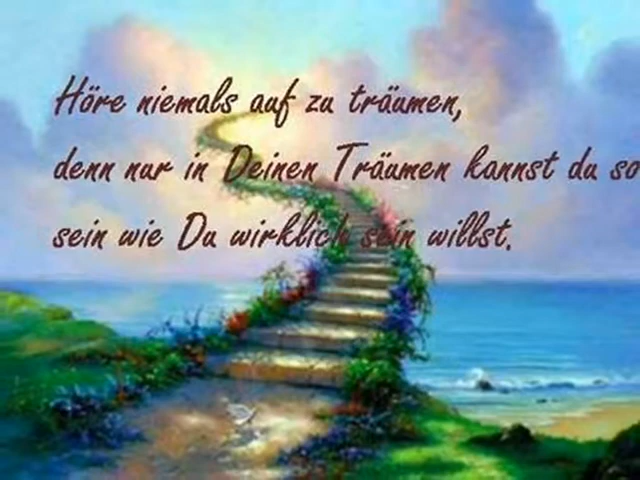 Höre niemals auf zu träumen,
denn nur in Deinen Träumen kannst du so
sein wie Du wirklich sein willst.